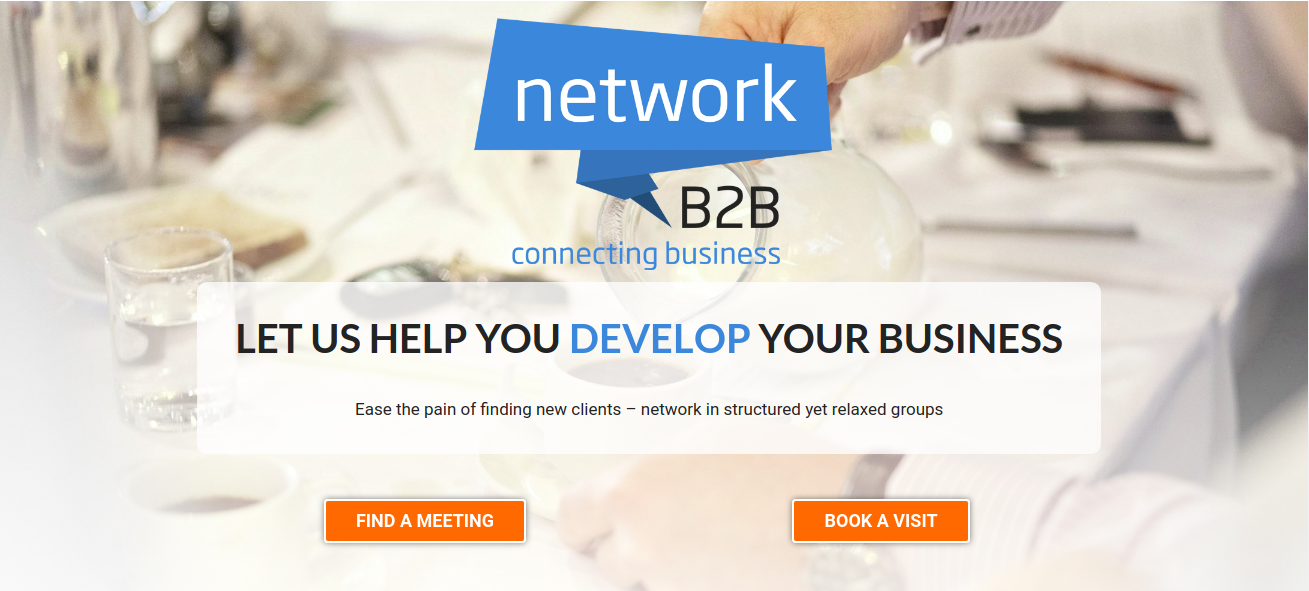 network
B2B
connecting business
LET US HELP YOU DEVELOP YOUR BUSINESS
Ease the pain of finding new clients – network in structured yet relaxed groups
FIND A MEETING
BOOK A VISIT